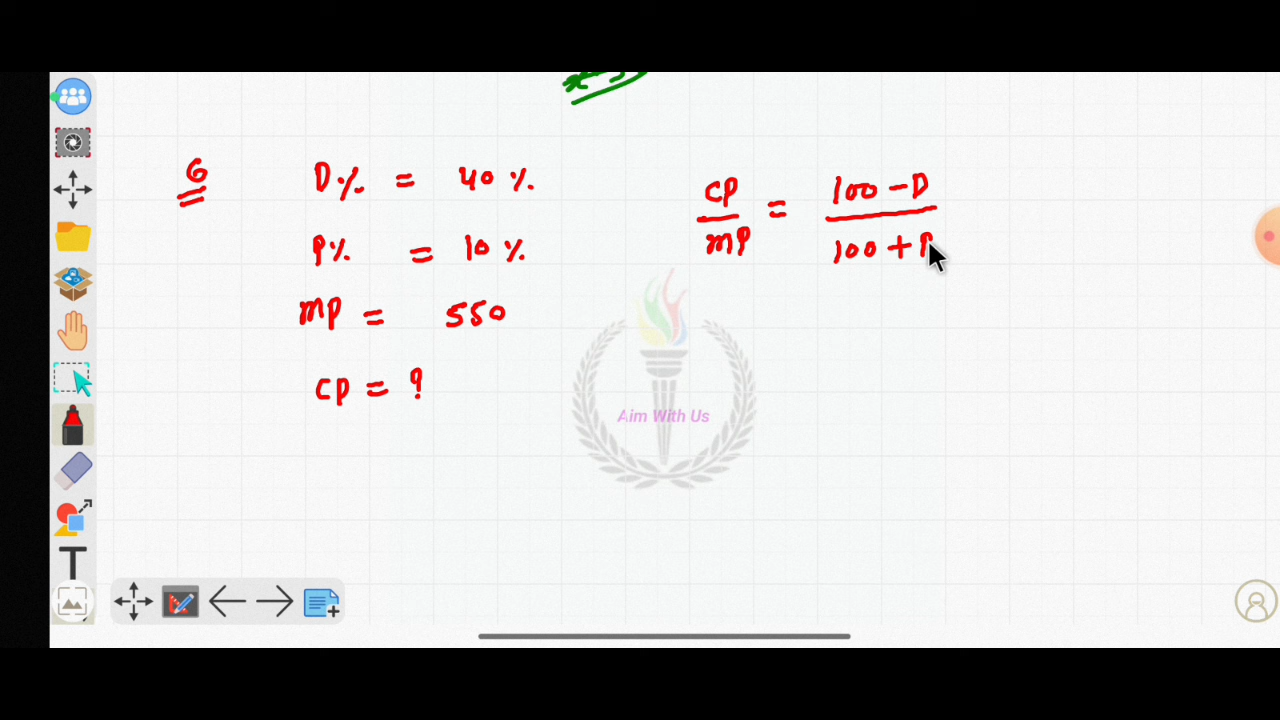 6
D% = 40 %
P% = 10 %
MP = 550
CP = ?
CP/MP = 100 - D/100 + P
Aim With Us
T